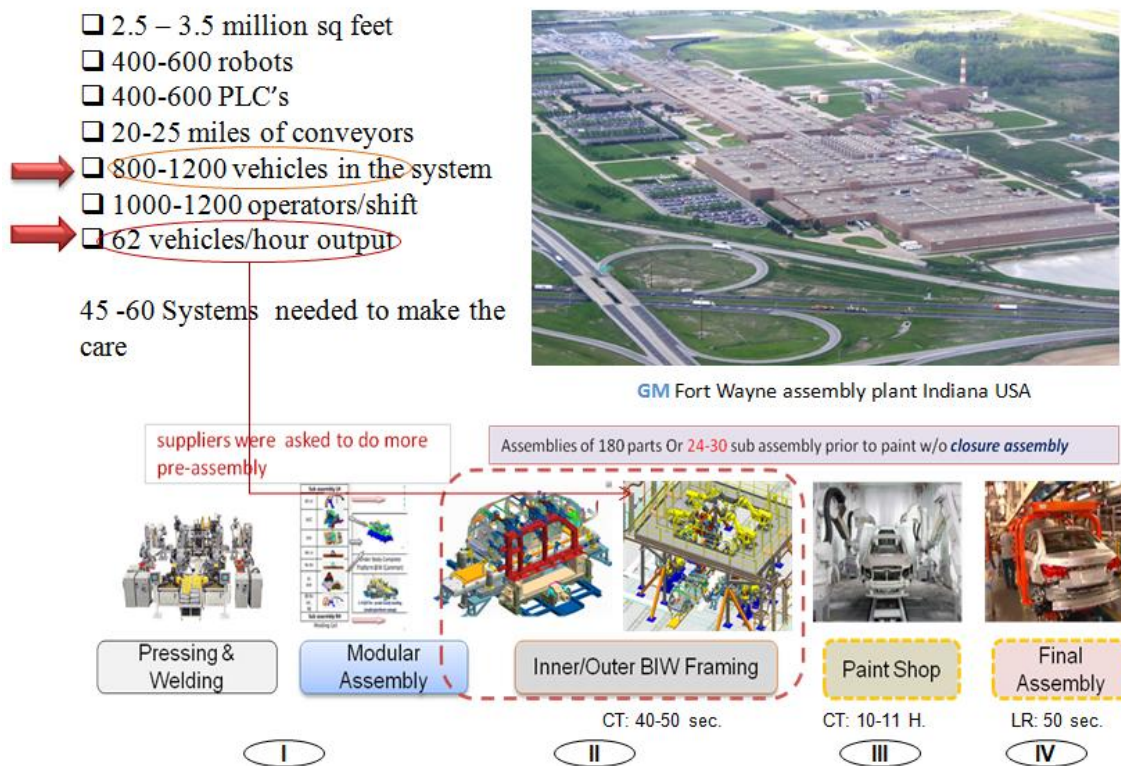 ❑ 2.5 – 3.5 million sq feet
❑ 400-600 robots
❑ 400-600 PLC's
❑ 20-25 miles of conveyors
❑ 800-1200 vehicles in the system
❑ 1000-1200 operators/shift
❑ 62 vehicles/hour output
45 -60 Systems needed to make the
care
GM Fort Wayne assembly plant Indiana USA
suppliers were asked to do more
pre-assembly
Assemblies of 180 parts Or 24-30 sub assembly prior to paint w/o closure assembly
Pressing &
Welding
Modular
Assembly
Inner/Outer BIW Framing
Paint Shop
Final
Assembly
CT: 40-50 sec.
CT: 10-11 H.
LR: 50 sec.
I
II
III
IV